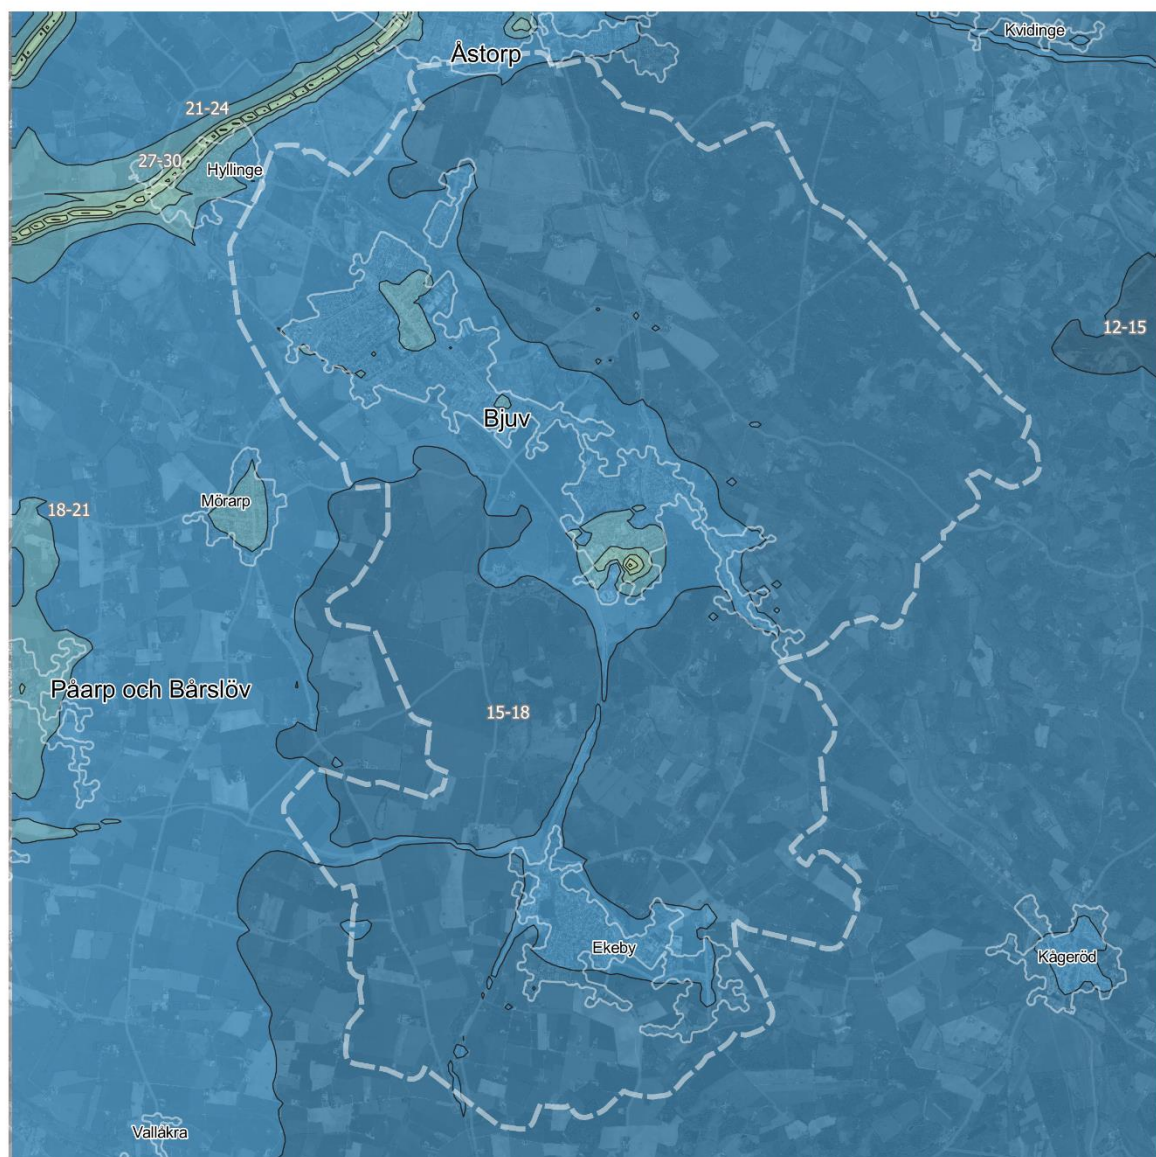 Kvidinge
Åstorp
21-24
27-30
Hyllinge
12-15
Bjuv
Mörarp
18-21
Påarp och Bårslöv
15-18
Ekeby
Kågeröd
Vallåkra